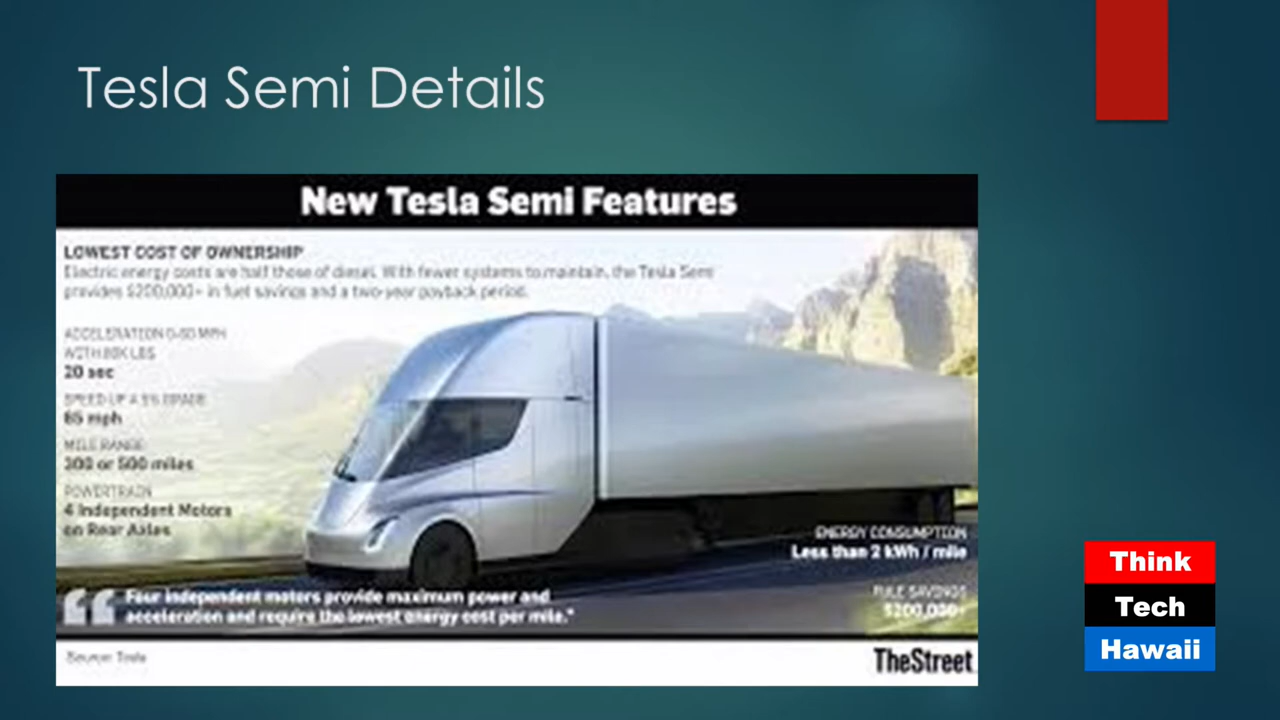 Tesla Semi Details
New Tesla Semi Features
LOWEST COST OF OWNERSHIP
Electric energy costs are half those of diesel. With fewer systems to maintain, the Tesla Semi
provides $200,000+ in fuel savings and a two-year payback period.
ACCELERATION 0-60 MPH
WITH 80K LBS
20 sec
SPEED UP A 5% GRADE
65 mph
MILE RANGE
300 or 500 miles
POWERTRAIN
4 Independent Motors
on Rear Axles
ENERGY CONSUMPTION
Less than 2 kWh / mile
SAVINGS
$200,000+
“ Four independent motors provide maximum power and
acceleration and require the lowest energy cost per mile."
Source: Tesla
TheStreet
Think
Tech
Hawaii